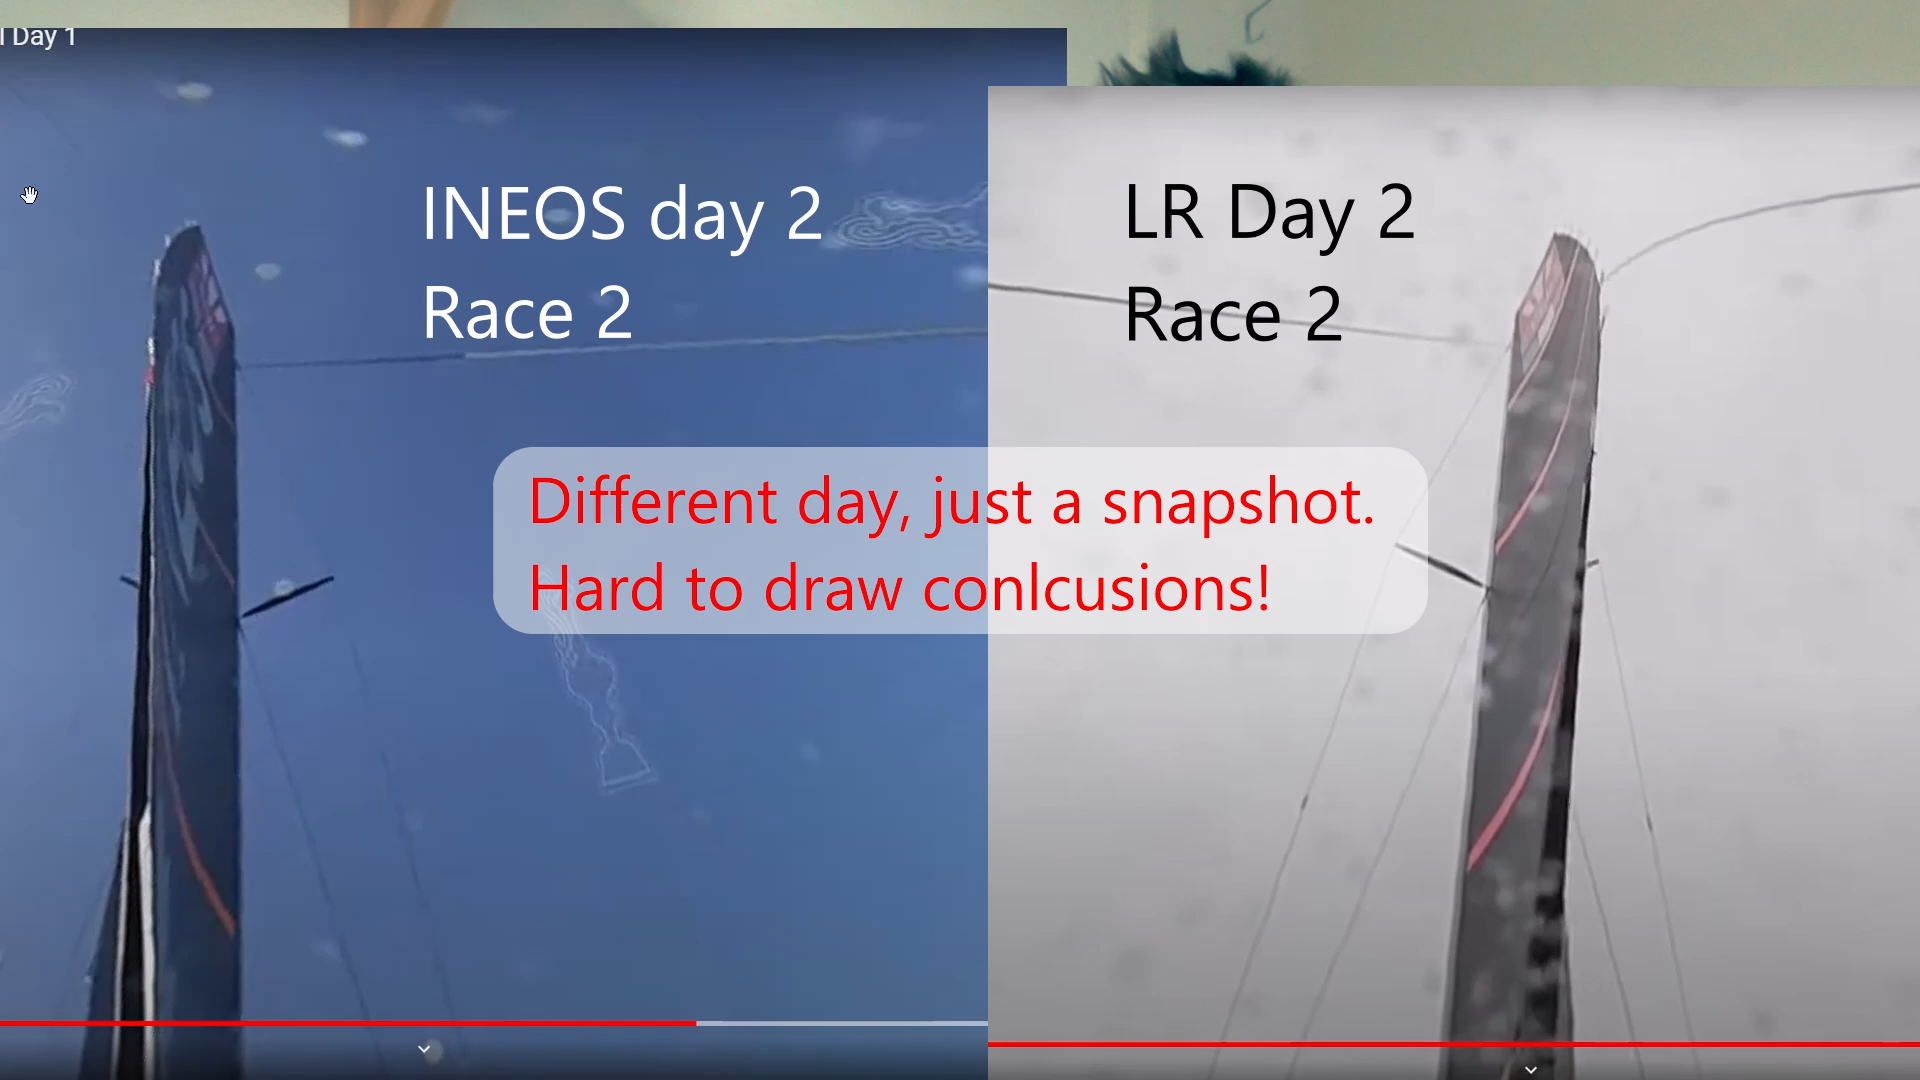 l Day 1
INEOS day 2
Race 2
LR Day 2
Race 2
Different day, just a snapshot.
Hard to draw conlcusions!